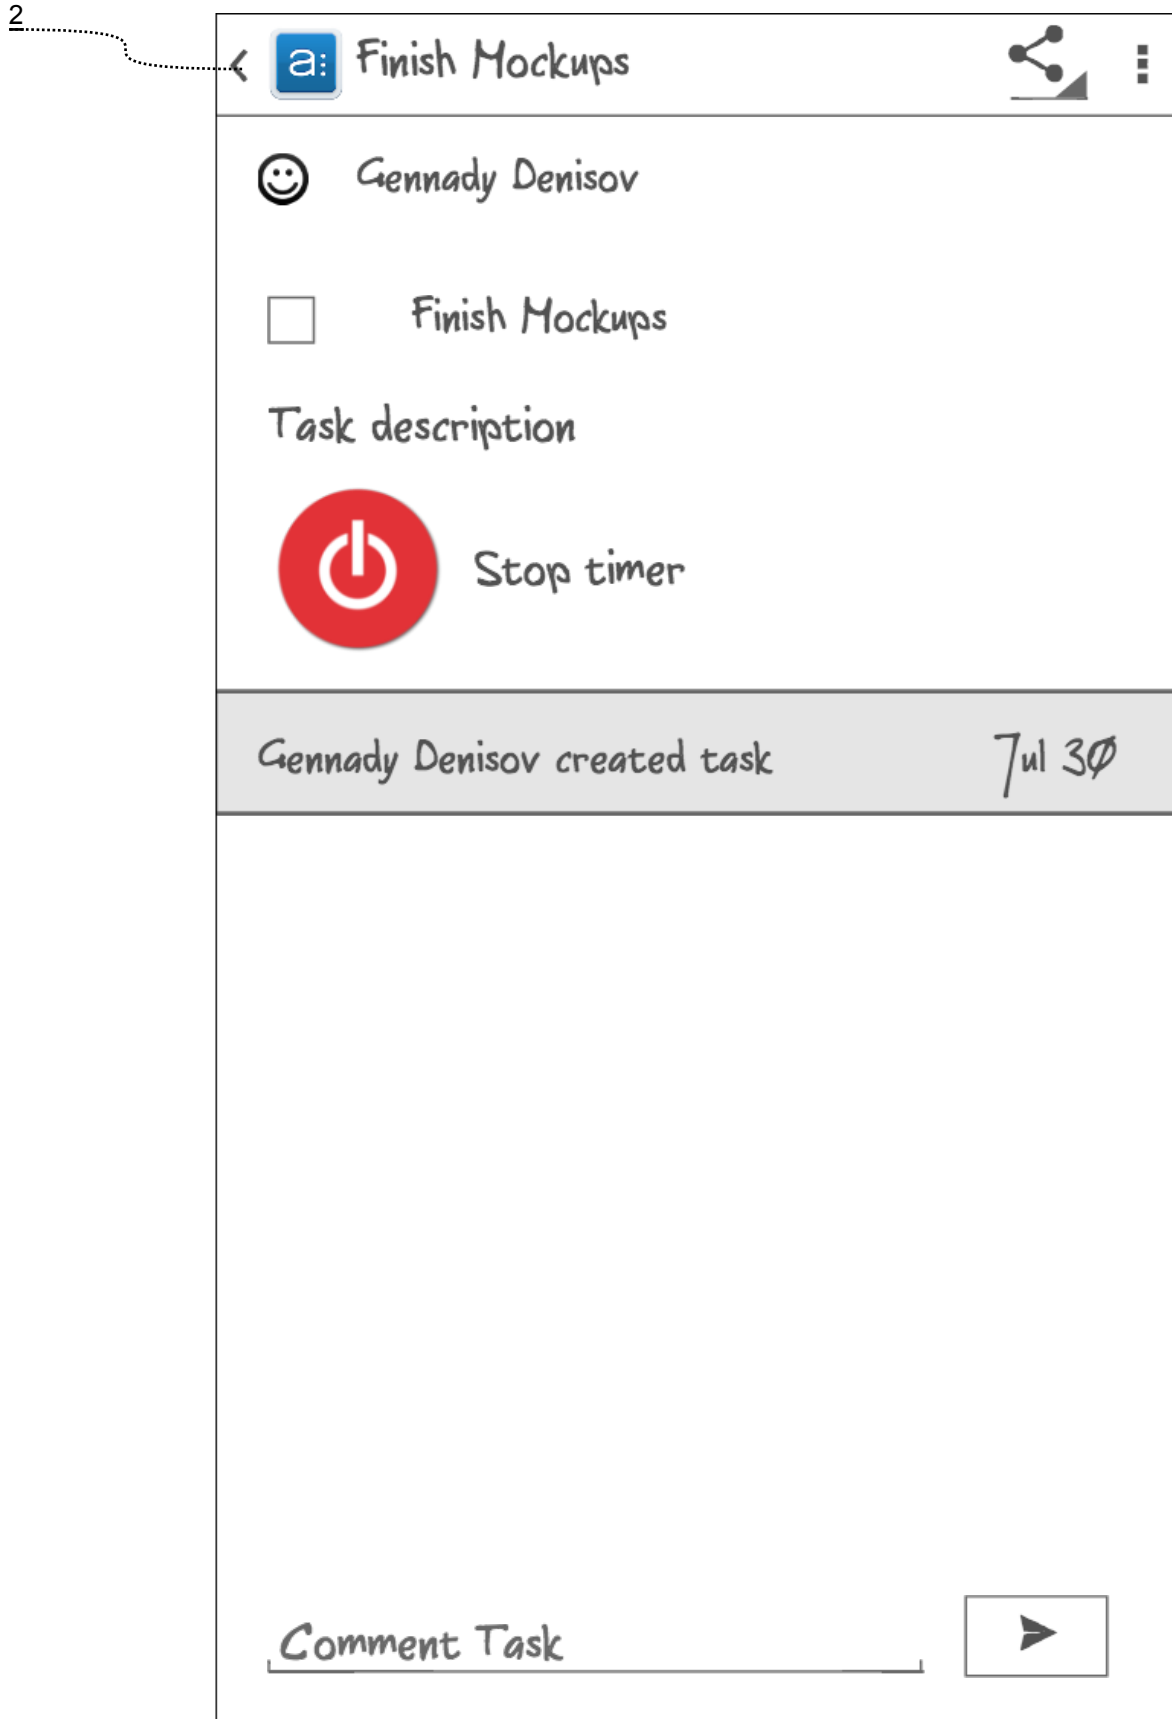 2
a: Finish Mockups
Gennady Denisov
Finish Mockups
Task description
Stop timer
Gennady Denisov created task Jul 30
Comment Task